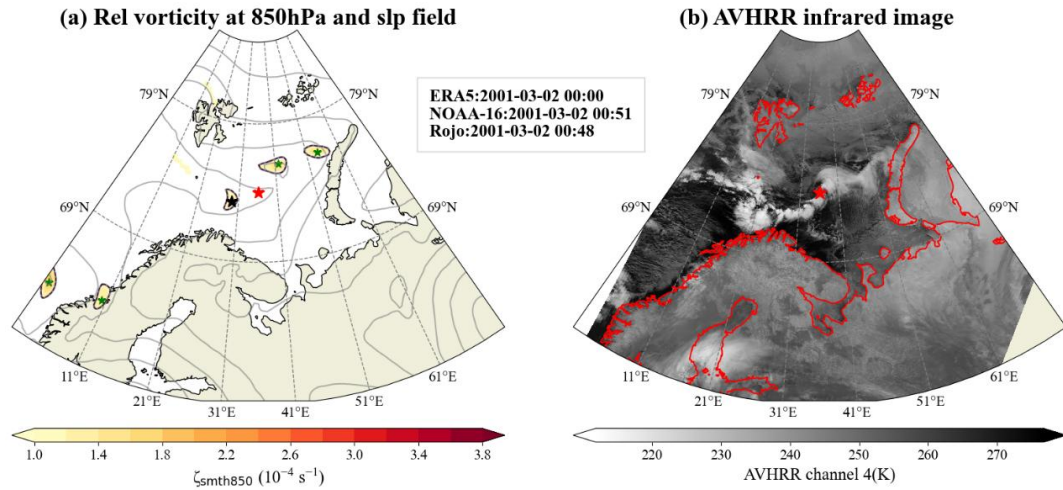 (a) Rel vorticity at 850hPa and slp field
(b) AVHRR infrared image
ERA5:2001-03-02 00:00
NOAA-16:2001-03-02 00:51
Rojo:2001-03-02 00:48
79°N
79°N
69°N
69°N
11°E
21°E
31°E
41°E
51°E
61°E
79°N
79°N
69°N
69°N
11°E
21°E
31°E
41°E
51°E
61°E
1.0 1.4 1.8 2.2 2.6 3.0 3.4 3.8
ζsmth850 (10⁻⁴ s⁻¹)
220 230 240 250 260 270
AVHRR channel 4(K)